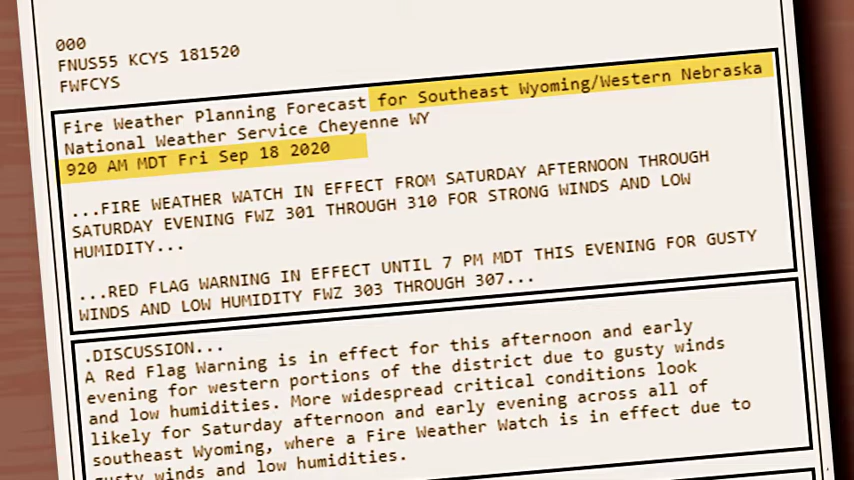 000
FNUS55 KCYS 181520
FWFCYS
Fire Weather Planning Forecast for Southeast Wyoming/Western Nebraska
National Weather Service Cheyenne WY
920 AM MDT Fri Sep 18 2020
...FIRE WEATHER WATCH IN EFFECT FROM SATURDAY AFTERNOON THROUGH
SATURDAY EVENING FWZ 301 THROUGH 310 FOR STRONG WINDS AND LOW
HUMIDITY...
...RED FLAG WARNING IN EFFECT UNTIL 7 PM MDT THIS EVENING FOR GUSTY
WINDS AND LOW HUMIDITY FWZ 303 THROUGH 307...
.DISCUSSION...
A Red Flag Warning is in effect for this afternoon and early
evening for western portions of the district due to gusty winds
and low humidities. More widespread critical conditions look
likely for Saturday afternoon and early evening across all of
southeast Wyoming, where a Fire Weather Watch is in effect due to
gusty winds and low humidities.